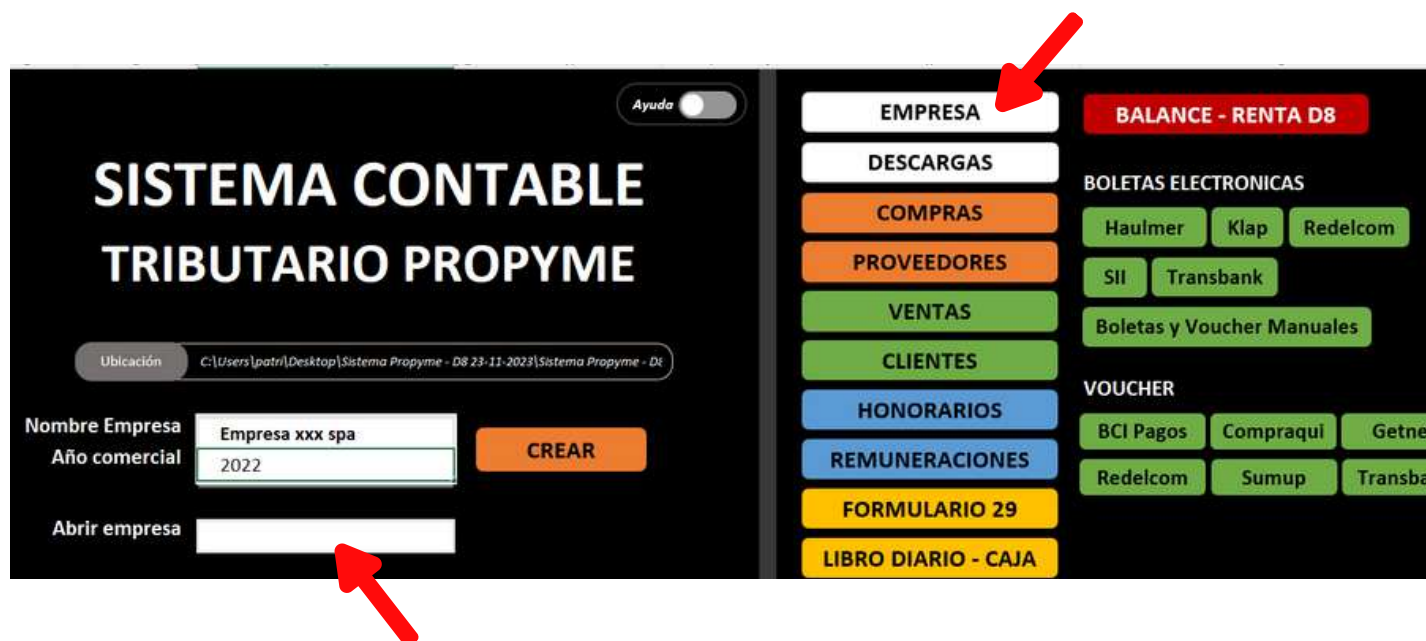 Ayuda
SISTEMA CONTABLE
TRIBUTARIO PROPYME
Ubicación C:\Users\patri\Desktop\Sistema Propyme - D8 23-11-2023\Sistema Propyme - D8
Nombre Empresa Empresa xxx spa
Año comercial 2022
CREAR
Abrir empresa
EMPRESA
DESCARGAS
COMPRAS
PROVEEDORES
VENTAS
CLIENTES
HONORARIOS
REMUNERACIONES
FORMULARIO 29
LIBRO DIARIO - CAJA
BALANCE - RENTA D8
BOLETAS ELECTRONICAS
Haulmer Klap Redelcom
SII Transbank
Boletas y Voucher Manuales
VOUCHER
BCI Pagos Compraqui Getne
Redelcom Sumup Transba